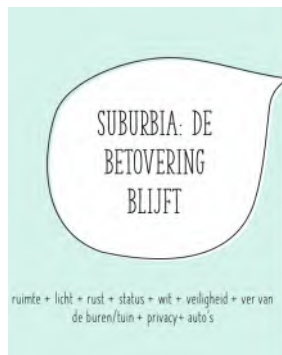 SUBURBIA: DE
BETOVERING
BLIJFT
ruimte + licht + rust + status + wit + veiligheid + ver van
de buren/tuin + privacy+ auto's